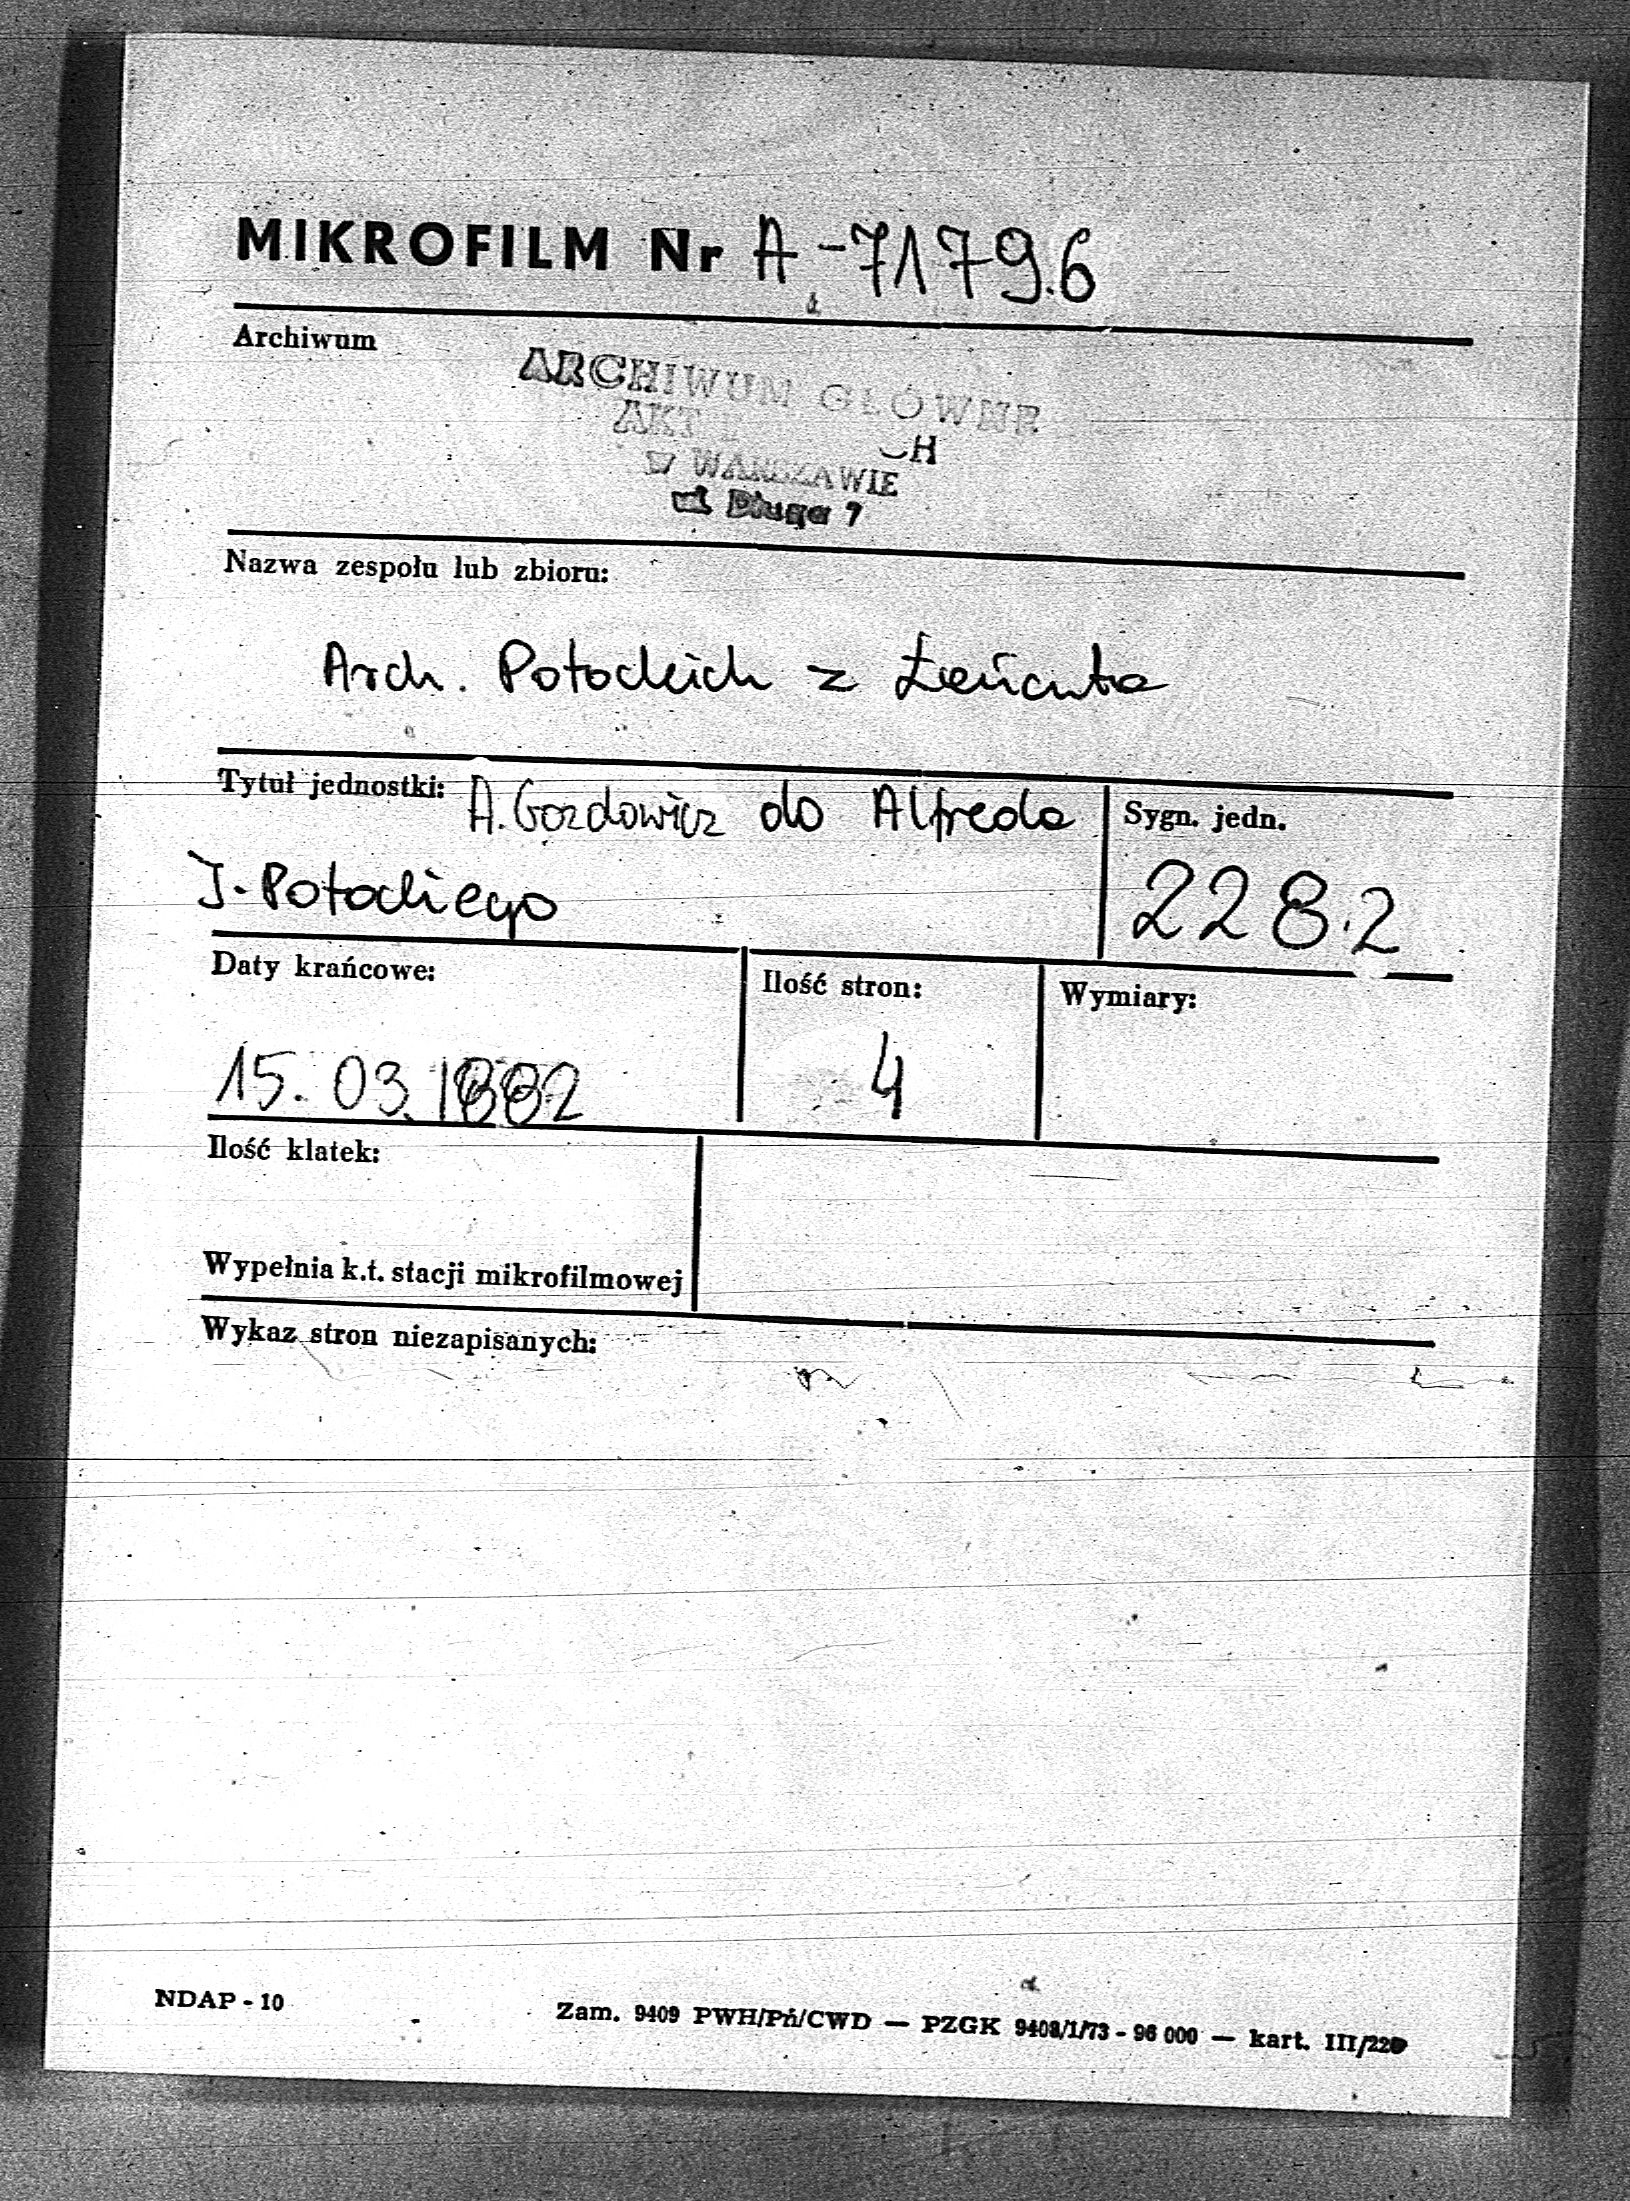 MIKROFILM Nr A-71796
Archiwum
ARCHIWUM GŁÓWNE
AKT
W WARSZAWIE
ul Długa 7
Nazwa zespołu lub zbioru:
Arch. Potockich z Łańcuta
Tytuł jednostki: A. Gozdowicz do Alfreda
Sygn. jedn.
J. Potockiego
228.2
Daty krańcowe:
Ilość stron:
Wymiary:
15. 03. 1882
4
Ilość klatek:
Wypełnia k.t. stacji mikrofilmowej
Wykaz stron niezapisanych:
NDAP - 10
Zam. 9409 PWH/Pń/CWD — PZGK 9408/1/73 - 96 000 — kart. III/220